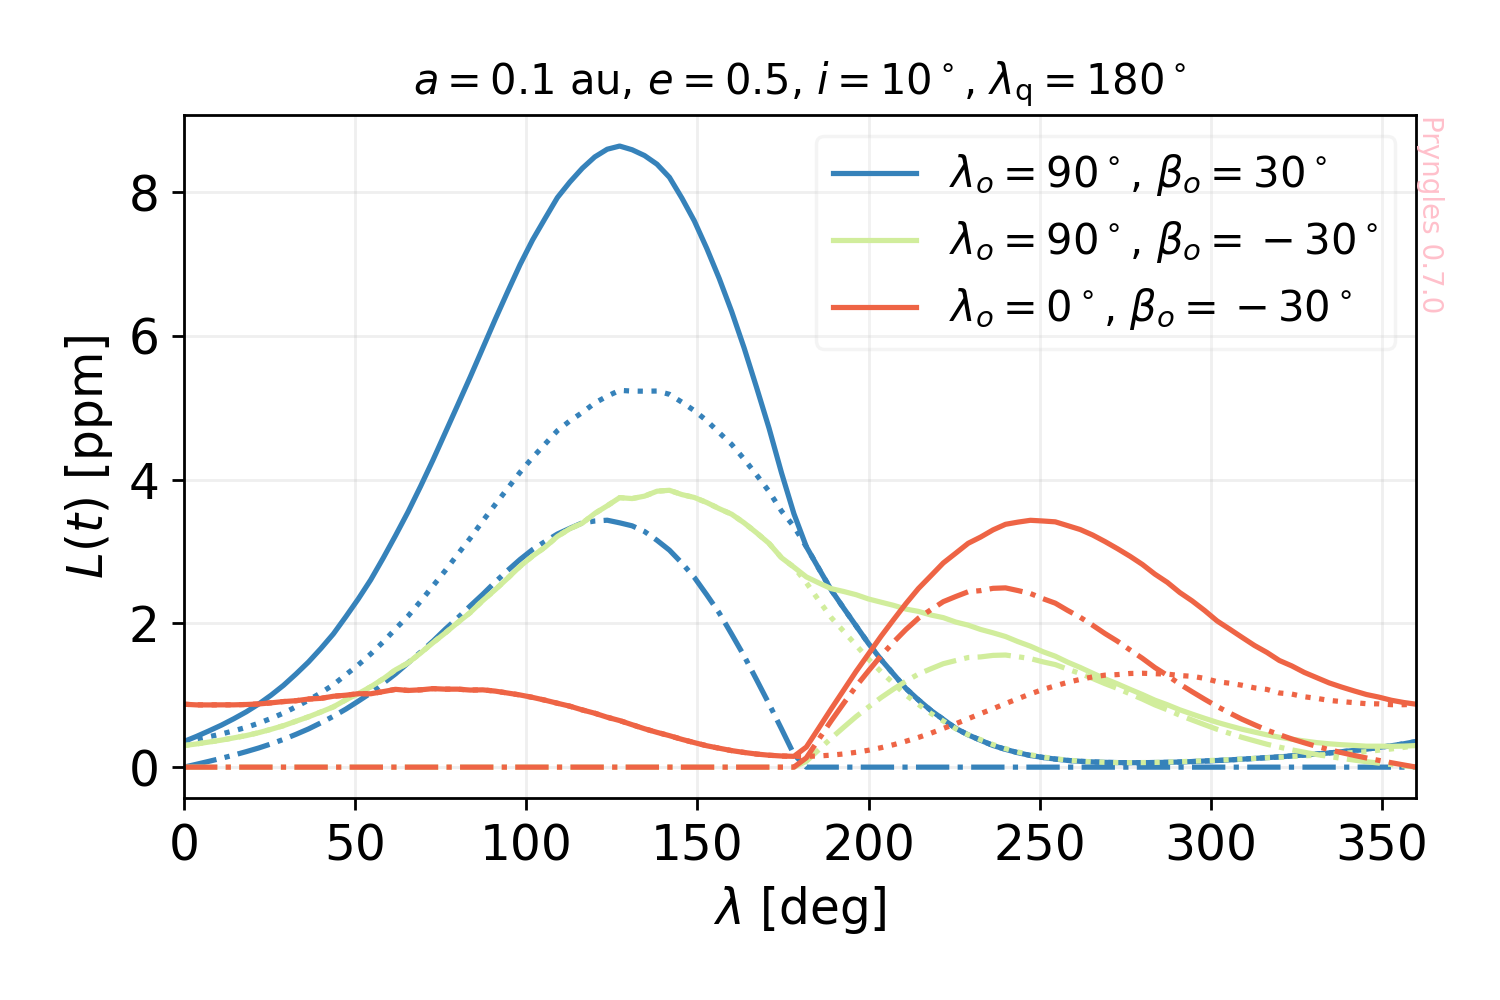 a = 0.1 au, e = 0.5, i = 10°, λq = 180°
Pryngles 0.7.0
λo = 90°, βo = 30°
λo = 90°, βo = −30°
λo = 0°, βo = −30°
L(t) [ppm]
8
6
4
2
0
0 50 100 150 200 250 300 350
λ [deg]